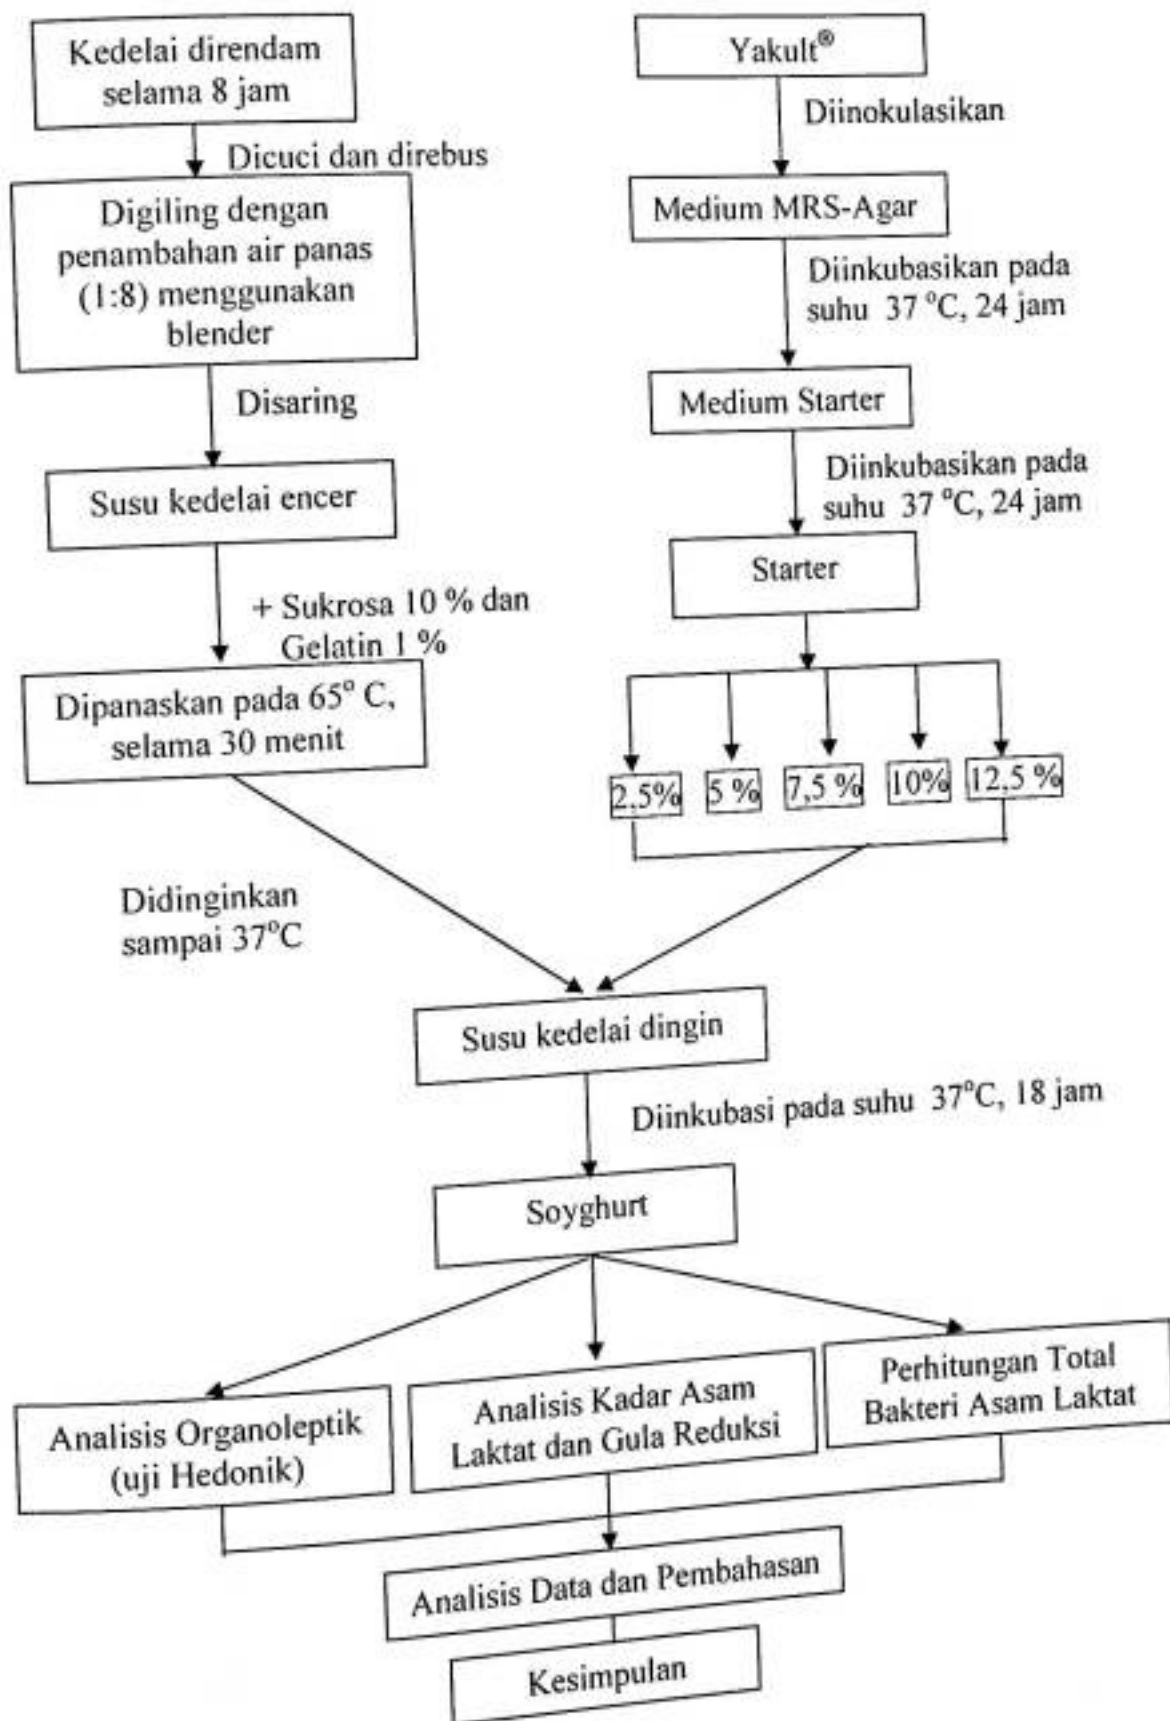 Kedelai direndam
selama 8 jam
Dicuci dan direbus
Digiling dengan
penambahan air panas
(1:8) menggunakan
blender
Disaring
Susu kedelai encer
+ Sukrosa 10 % dan
Gelatin 1 %
Dipanaskan pada 65° C,
selama 30 menit
Didinginkan
sampai 37°C
Yakult®
Diinokulasikan
Medium MRS-Agar
Diinkubasikan pada
suhu 37 °C, 24 jam
Medium Starter
Diinkubasikan pada
suhu 37 °C, 24 jam
Starter
2,5% 5 % 7,5 % 10% 12,5 %
Susu kedelai dingin
Diinkubasi pada suhu 37°C, 18 jam
Soyghurt
Analisis Organoleptik
(uji Hedonik)
Analisis Kadar Asam
Laktat dan Gula Reduksi
Perhitungan Total
Bakteri Asam Laktat
Analisis Data dan Pembahasan
Kesimpulan